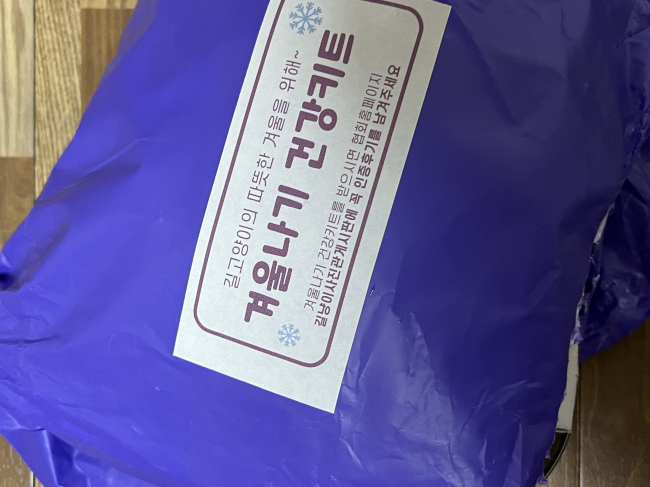 길고양이의 따뜻한 겨울을 위해~
겨울나기 건강키트
겨울나기 건강키트를 받으시면 협회홈페이지
길냥이사진관게시판에 꼭 인증후기를 남겨주세요